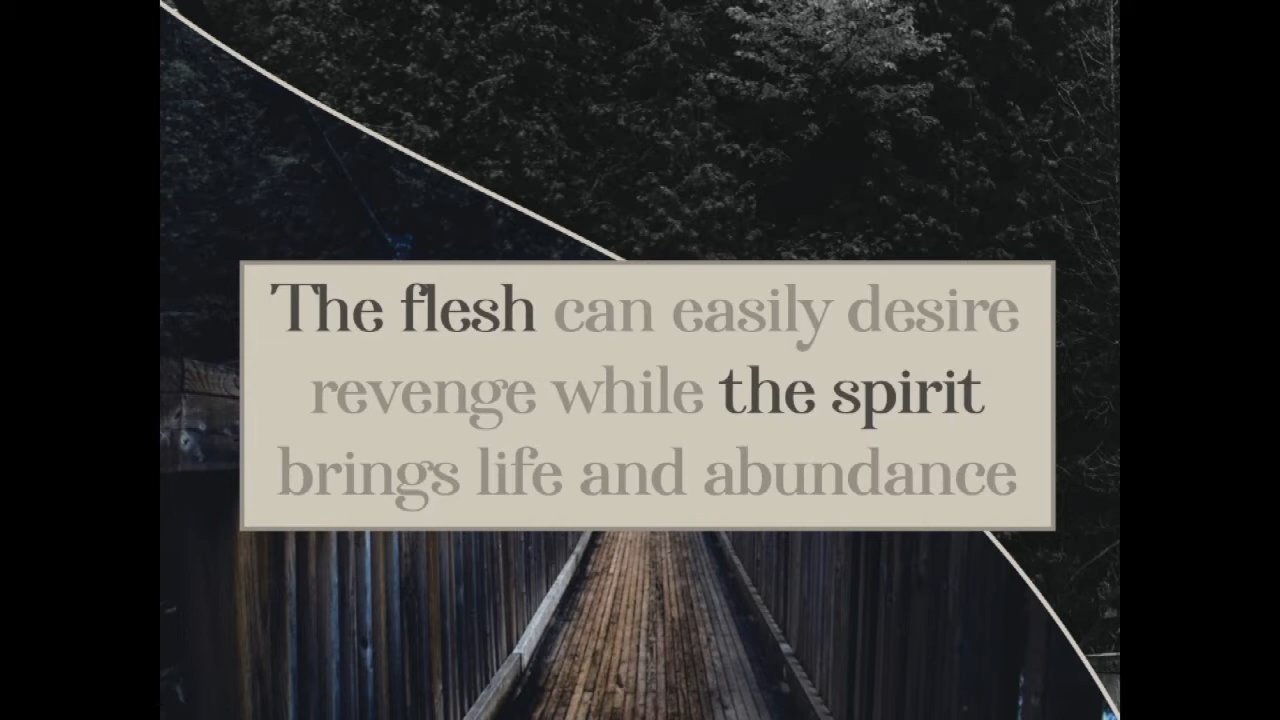 The flesh can easily desire
revenge while the spirit
brings life and abundance